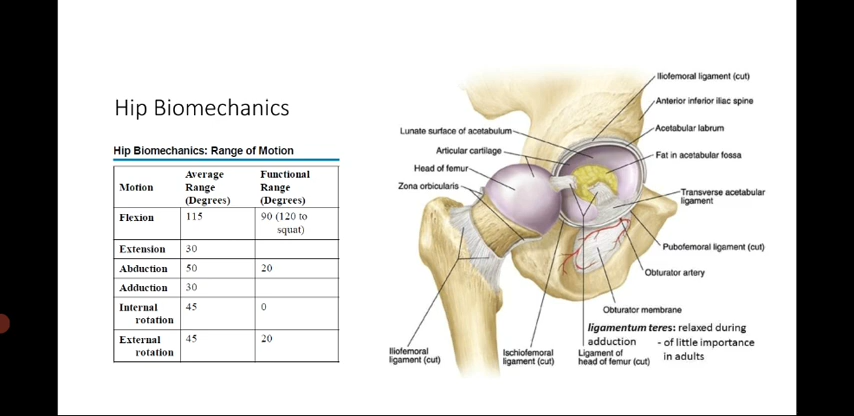 Hip Biomechanics
Hip Biomechanics: Range of Motion
Motion
Average
Range
(Degrees)
Functional
Range
(Degrees)
Flexion
115
90 (120 to
squat)
Extension
30
Abduction
50
20
Adduction
30
Internal
rotation
45
0
External
rotation
45
20
Iliofemoral ligament (cut)
Anterior inferior iliac spine
Acetabular labrum
Fat in acetabular fossa
Transverse acetabular
ligament
Pubofemoral ligament (cut)
Obturator artery
Obturator membrane
Lunate surface of acetabulum
Articular cartilage
Head of femur
Zona orbicularis
Iliofemoral
ligament (cut)
Ischiofemoral
ligament (cut)
Ligament of
head of femur (cut)
ligamentum teres: relaxed during
adduction - of little importance
in adults